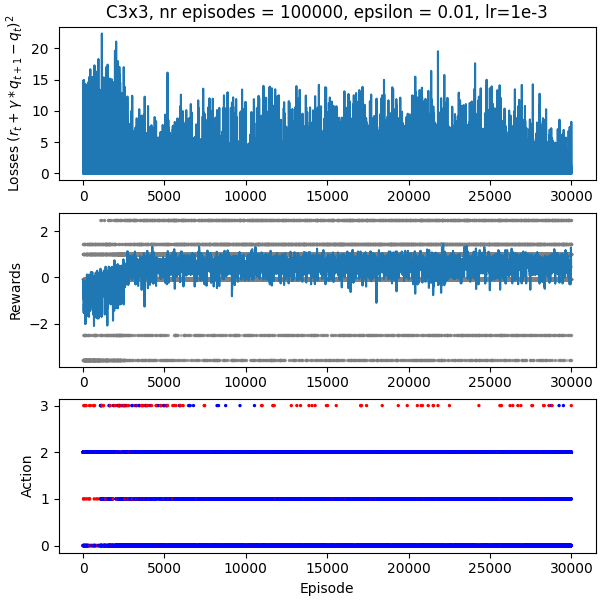 C3x3, nr episodes = 100000, epsilon = 0.01, lr=1e-3
Losses $(r_t + \gamma * q_{t+1} - q_t)^2$
20
15
10
5
0
0 5000 10000 15000 20000 25000 30000
Rewards
2
0
−2
0 5000 10000 15000 20000 25000 30000
Action
3
2
1
0
0 5000 10000 15000 20000 25000 30000
Episode